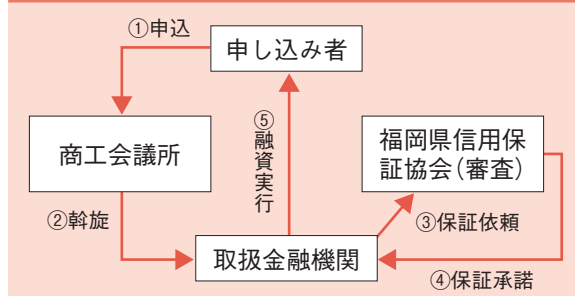 ①申込
申し込み者
商工会議所
⑤融資実行
福岡県信用保
証協会（審査）
②斡旋
③保証依頼
取扱金融機関
④保証承諾